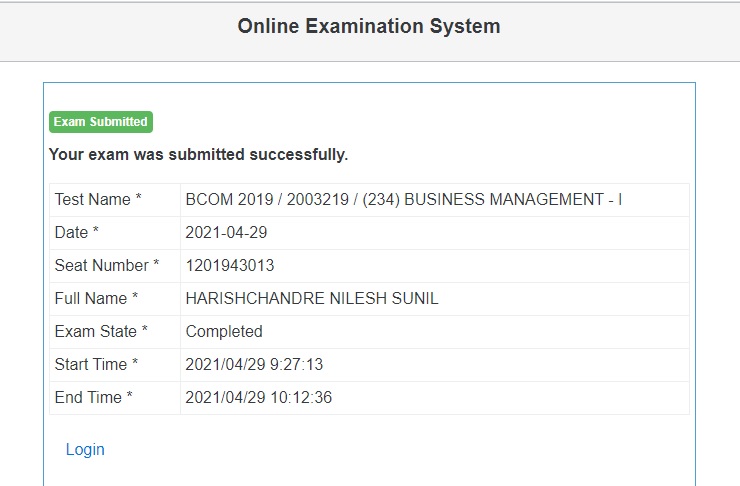 Online Examination System
Exam Submitted
Your exam was submitted successfully.
Test Name * BCOM 2019 / 2003219 / (234) BUSINESS MANAGEMENT - I
Date * 2021-04-29
Seat Number * 1201943013
Full Name * HARISHCHANDRE NILESH SUNIL
Exam State * Completed
Start Time * 2021/04/29 9:27:13
End Time * 2021/04/29 10:12:36
Login